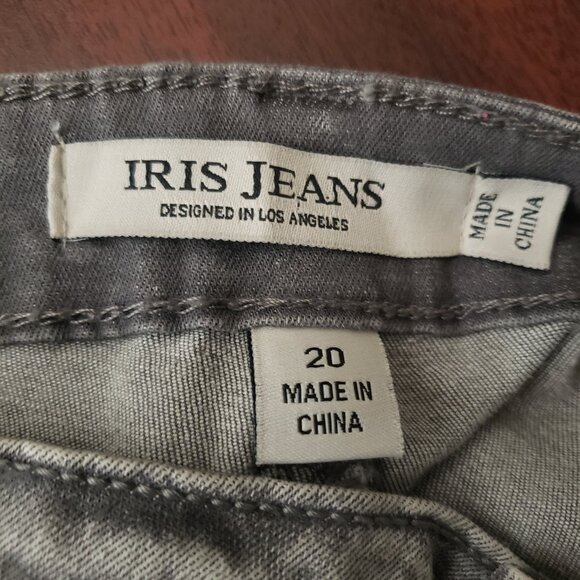 IRIS JEANS
DESIGNED IN LOS ANGELES
MADE
IN
CHINA
20
MADE IN
CHINA